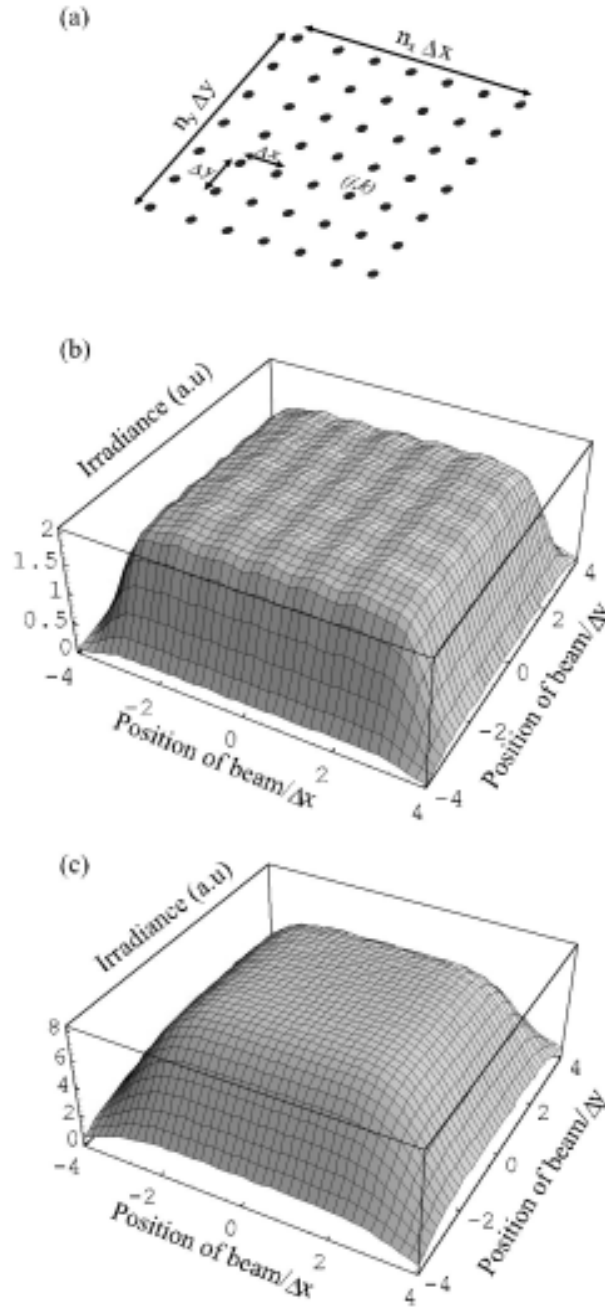 (a)
nₓ Δx
n_y Δy
Δx
Δy
(j,k)
(b)
Irradiance (a.u)
2
1.5
1
0.5
0
-4
-2
0
2
4
Position of beam/Δx
-4
-2
0
2
4
Position of beam/Δy
(c)
Irradiance (a.u)
8
6
4
2
0
-4
-2
0
2
4
Position of beam/Δx
-4
-2
0
2
4
Position of beam/Δy